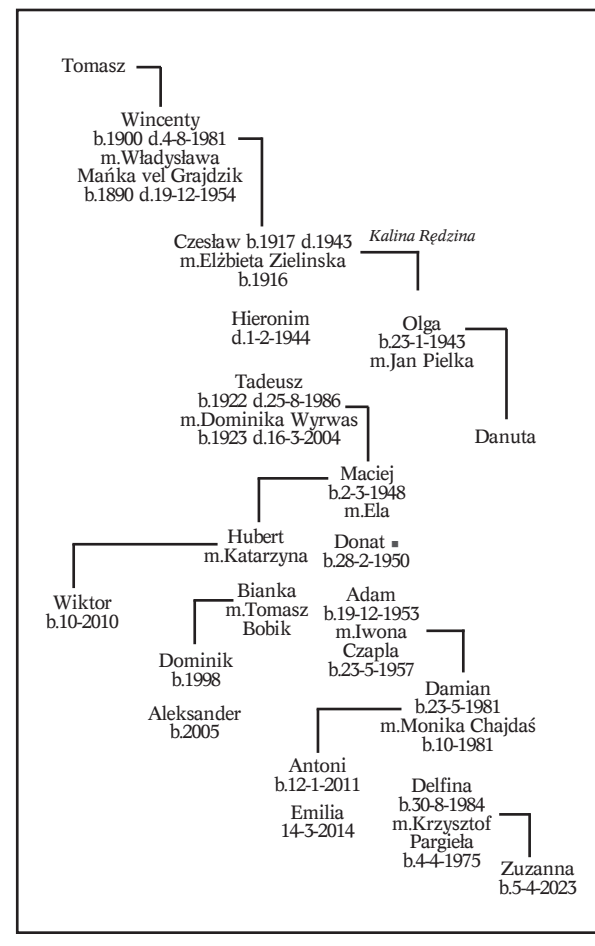 Tomasz
Wincenty
b.1900 d.4-8-1981
m.Władysława
Mańka vel Grajdzik
b.1890 d.19-12-1954
Czesław b.1917 d.1943
m.Elżbieta Zielinska
b.1916
Kalina Rędzina
Hieronim
d.1-2-1944
Olga
b.23-1-1943
m.Jan Pielka
Danuta
Tadeusz
b.1922 d.25-8-1986
m.Dominika Wyrwas
b.1923 d.16-3-2004
Maciej
b.2-3-1948
m.Ela
Hubert
m.Katarzyna
Donat
b.28-2-1950
Wiktor
b.10-2010
Bianka
m.Tomasz
Bobik
Adam
b.19-12-1953
m.Iwona
Czapla
b.23-5-1957
Dominik
b.1998
Aleksander
b.2005
Damian
b.23-5-1981
m.Monika Chajdaś
b.10-1981
Antoni
b.12-1-2011
Emilia
14-3-2014
Delfina
b.30-8-1984
m.Krzysztof
Pargieła
b.4-4-1975
Zuzanna
b.5-4-2023